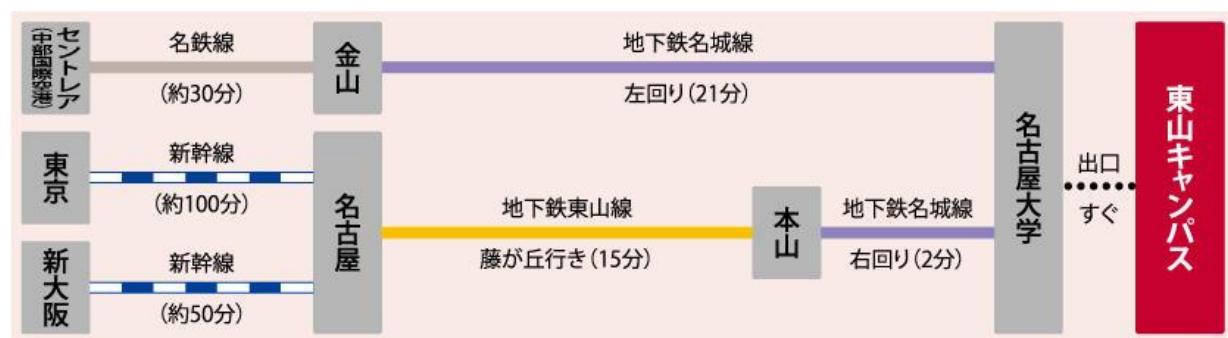 セントレア
(中部国際空港)
名鉄線
(約30分)
金山
地下鉄名城線
左回り(21分)
東京
新幹線
(約100分)
新大阪
新幹線
(約50分)
名古屋
地下鉄東山線
藤が丘行き(15分)
本山
地下鉄名城線
右回り(2分)
名古屋大学
出口
すぐ
東山キャンパス